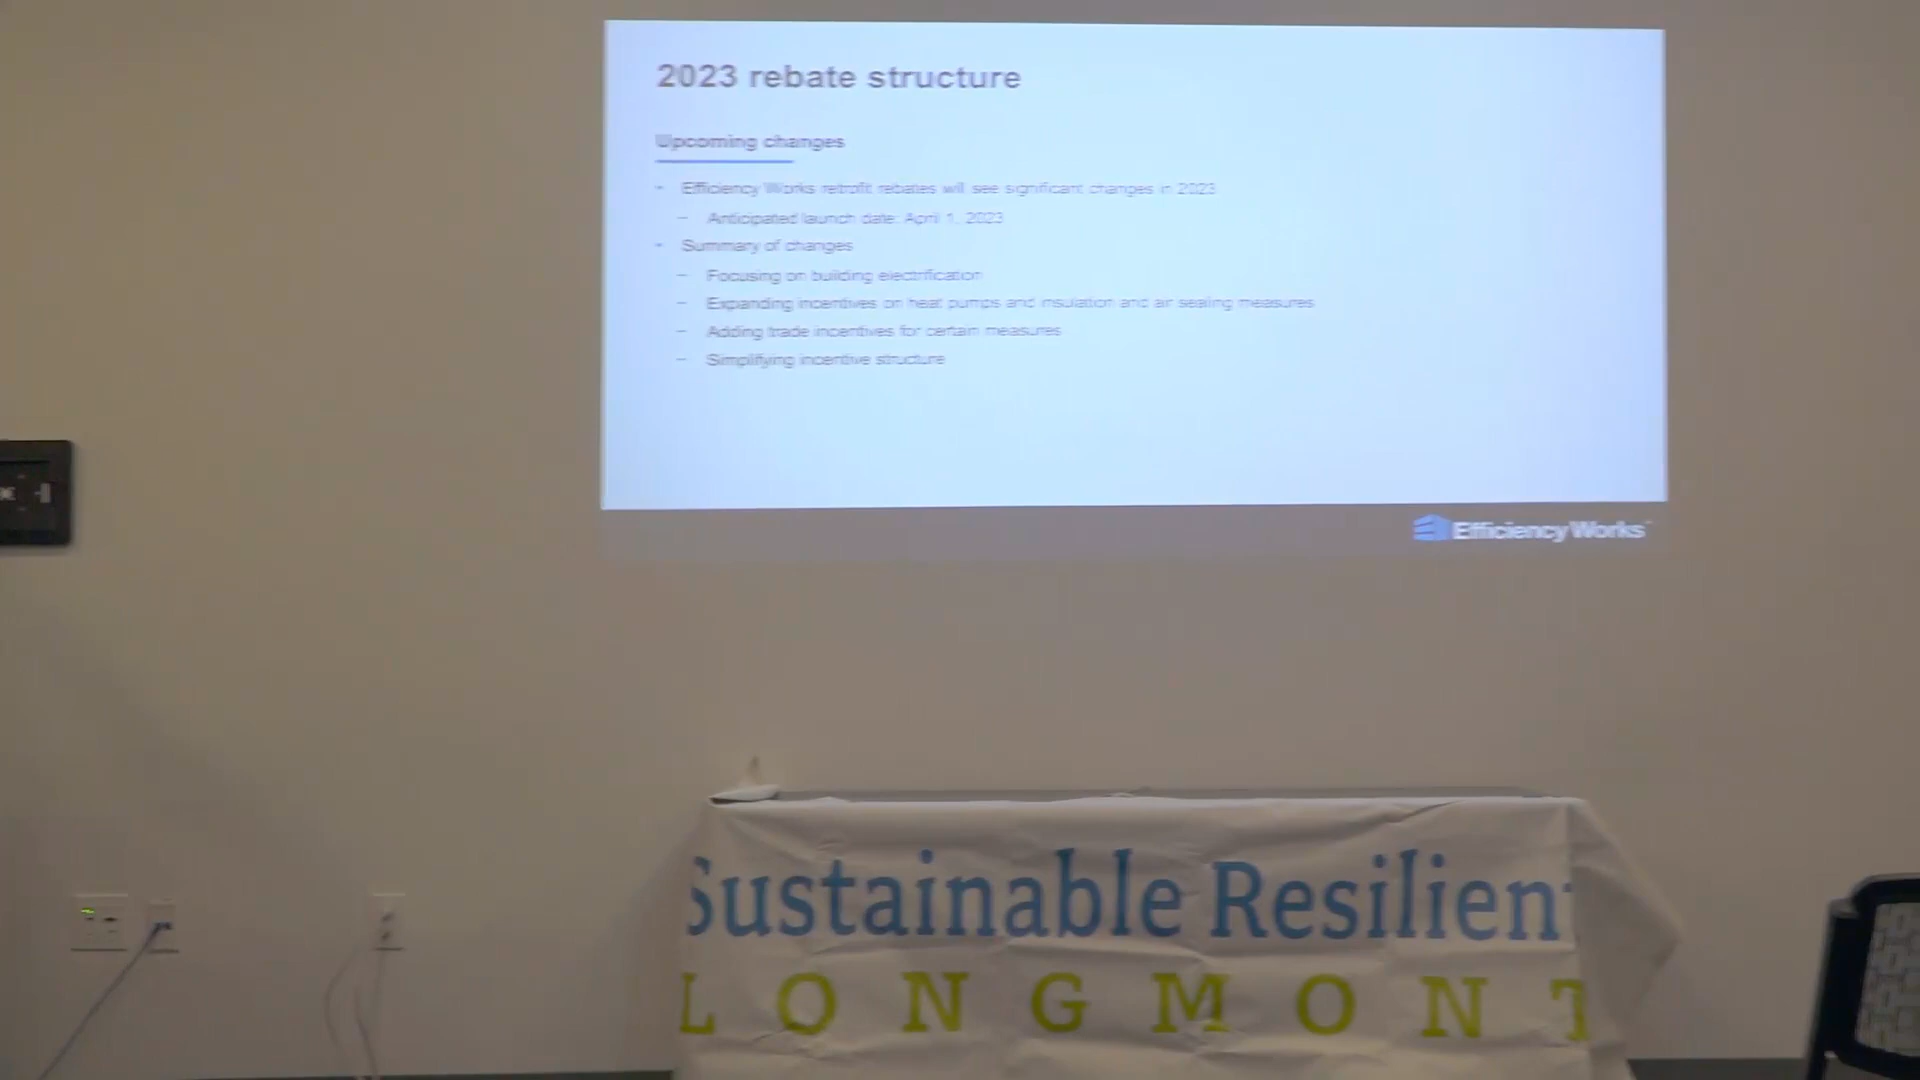 2023 rebate structure
Upcoming changes
• Efficiency Works retrofit rebates will see significant changes in 2023
– Anticipated launch date: April 1, 2023
• Summary of changes
– Focusing on building electrification
– Expanding incentives on heat pumps and insulation and air sealing measures
– Adding trade incentives for certain measures
– Simplifying incentive structure
EfficiencyWorks
Sustainable Resilient
LONGMONT